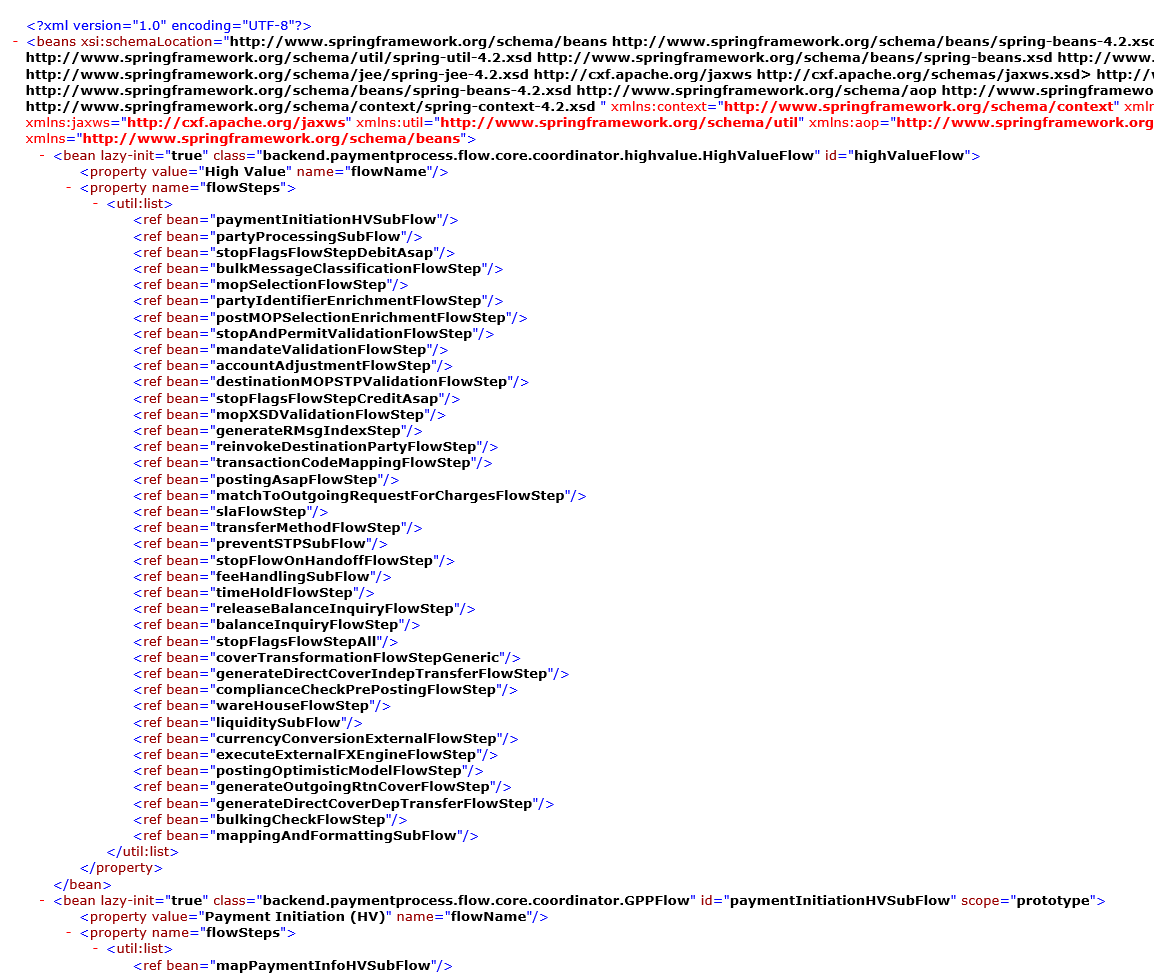 <?xml version="1.0" encoding="UTF-8"?>
- <beans xsi:schemaLocation="http://www.springframework.org/schema/beans http://www.springframework.org/schema/beans/spring-beans-4.2.xsd
http://www.springframework.org/schema/util/spring-util-4.2.xsd http://www.springframework.org/schema/beans/spring-beans.xsd http://www.
http://www.springframework.org/schema/jee/spring-jee-4.2.xsd http://cxf.apache.org/jaxws http://cxf.apache.org/schemas/jaxws.xsd> http://
http://www.springframework.org/schema/beans/spring-beans-4.2.xsd http://www.springframework.org/schema/aop http://www.springframewo
http://www.springframework.org/schema/context/spring-context-4.2.xsd " xmlns:context="http://www.springframework.org/schema/context" xmln
xmlns:jaxws="http://cxf.apache.org/jaxws" xmlns:util="http://www.springframework.org/schema/util" xmlns:aop="http://www.springframework.org
xmlns="http://www.springframework.org/schema/beans">
- <bean lazy-init="true" class="backend.paymentprocess.flow.core.coordinator.highvalue.HighValueFlow" id="highValueFlow">
<property value="High Value" name="flowName"/>
- <property name="flowSteps">
- <util:list>
<ref bean="paymentInitiationHVSubFlow"/>
<ref bean="partyProcessingSubFlow"/>
<ref bean="stopFlagsFlowStepDebitAsap"/>
<ref bean="bulkMessageClassificationFlowStep"/>
<ref bean="mopSelectionFlowStep"/>
<ref bean="partyIdentifierEnrichmentFlowStep"/>
<ref bean="postMOPSelectionEnrichmentFlowStep"/>
<ref bean="stopAndPermitValidationFlowStep"/>
<ref bean="mandateValidationFlowStep"/>
<ref bean="accountAdjustmentFlowStep"/>
<ref bean="destinationMOPSTPValidationFlowStep"/>
<ref bean="stopFlagsFlowStepCreditAsap"/>
<ref bean="mopXSDValidationFlowStep"/>
<ref bean="generateRMsgIndexStep"/>
<ref bean="reinvokeDestinationPartyFlowStep"/>
<ref bean="transactionCodeMappingFlowStep"/>
<ref bean="postingAsapFlowStep"/>
<ref bean="matchToOutgoingRequestForChargesFlowStep"/>
<ref bean="slaFlowStep"/>
<ref bean="transferMethodFlowStep"/>
<ref bean="preventSTPSubFlow"/>
<ref bean="stopFlowOnHandoffFlowStep"/>
<ref bean="feeHandlingSubFlow"/>
<ref bean="timeHoldFlowStep"/>
<ref bean="releaseBalanceInquiryFlowStep"/>
<ref bean="balanceInquiryFlowStep"/>
<ref bean="stopFlagsFlowStepAll"/>
<ref bean="coverTransformationFlowStepGeneric"/>
<ref bean="generateDirectCoverIndepTransferFlowStep"/>
<ref bean="complianceCheckPrePostingFlowStep"/>
<ref bean="wareHouseFlowStep"/>
<ref bean="liquiditySubFlow"/>
<ref bean="currencyConversionExternalFlowStep"/>
<ref bean="executeExternalFXEngineFlowStep"/>
<ref bean="postingOptimisticModelFlowStep"/>
<ref bean="generateOutgoingRtnCoverFlowStep"/>
<ref bean="generateDirectCoverDepTransferFlowStep"/>
<ref bean="bulkingCheckFlowStep"/>
<ref bean="mappingAndFormattingSubFlow"/>
</util:list>
</property>
</bean>
- <bean lazy-init="true" class="backend.paymentprocess.flow.core.coordinator.GPPFlow" id="paymentInitiationHVSubFlow" scope="prototype">
<property value="Payment Initiation (HV)" name="flowName"/>
- <property name="flowSteps">
- <util:list>
<ref bean="mapPaymentInfoHVSubFlow"/>